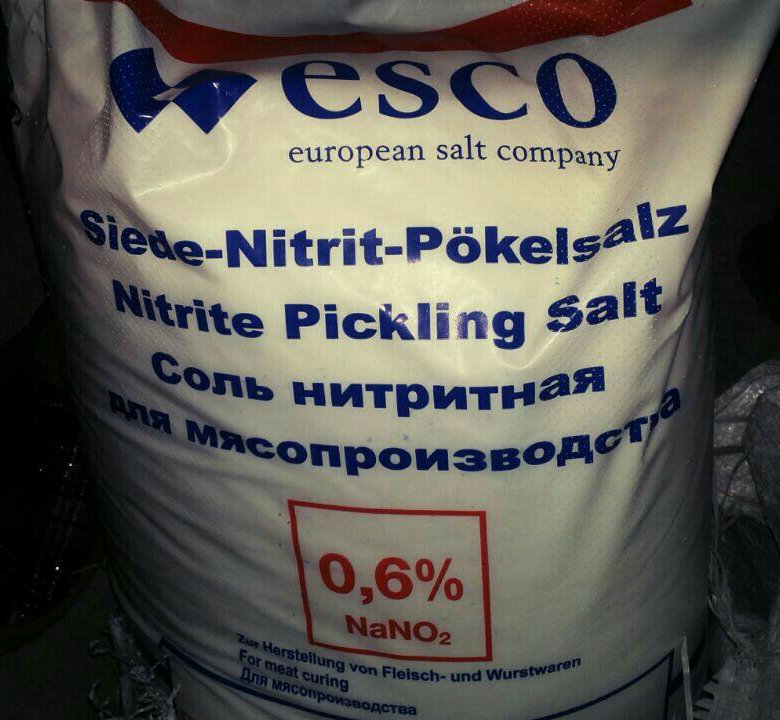 esco
european salt company
Siede-Nitrit-Pökelsalz
Nitrite Pickling Salt
Соль нитритная
для мясопроизводства
0,6%
NaNO₂
Zur Herstellung von Fleisch- und Wurstwaren
For meat curing
Для мясопроизводства